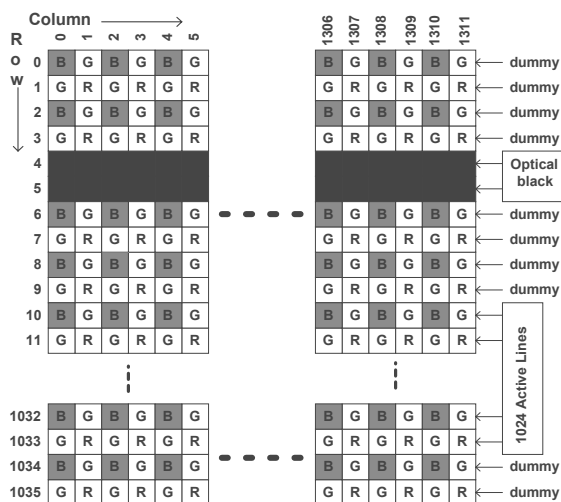 Column
Row
0 1 2 3 4 5 1306 1307 1308 1309 1310 1311
0 B G B G B G B G B G B G dummy
1 G R G R G R G R G R G R dummy
2 B G B G B G B G B G B G dummy
3 G R G R G R G R G R G R dummy
4
5
Optical
black
6 B G B G B G B G B G B G dummy
7 G R G R G R G R G R G R dummy
8 B G B G B G B G B G B G dummy
9 G R G R G R G R G R G R dummy
10 B G B G B G B G B G B G
11 G R G R G R G R G R G R
1024 Active Lines
1032 B G B G B G B G B G B G
1033 G R G R G R G R G R G R
1034 B G B G B G B G B G B G dummy
1035 G R G R G R G R G R G R dummy